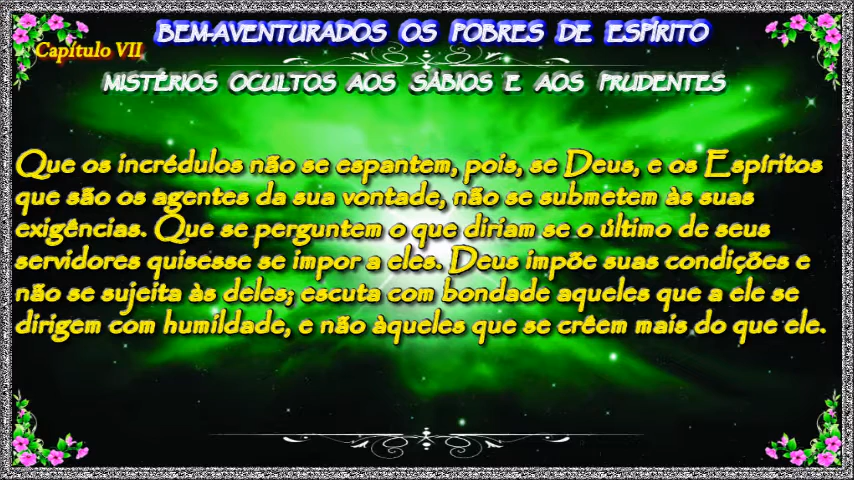 BEM-AVENTURADOS OS POBRES DE ESPÍRITO
Capítulo VII
MISTÉRIOS OCULTOS AOS SÁBIOS E AOS PRUDENTES
Que os incrédulos não se espantem, pois, se Deus, e os Espíritos
que são os agentes da sua vontade, não se submetem às suas
exigências. Que se perguntem o que diriam se o último de seus
servidores quisesse se impor a eles. Deus impõe suas condições e
não se sujeita às deles; escuta com bondade aqueles que a ele se
dirigem com humildade, e não àqueles que se crêem mais do que ele.